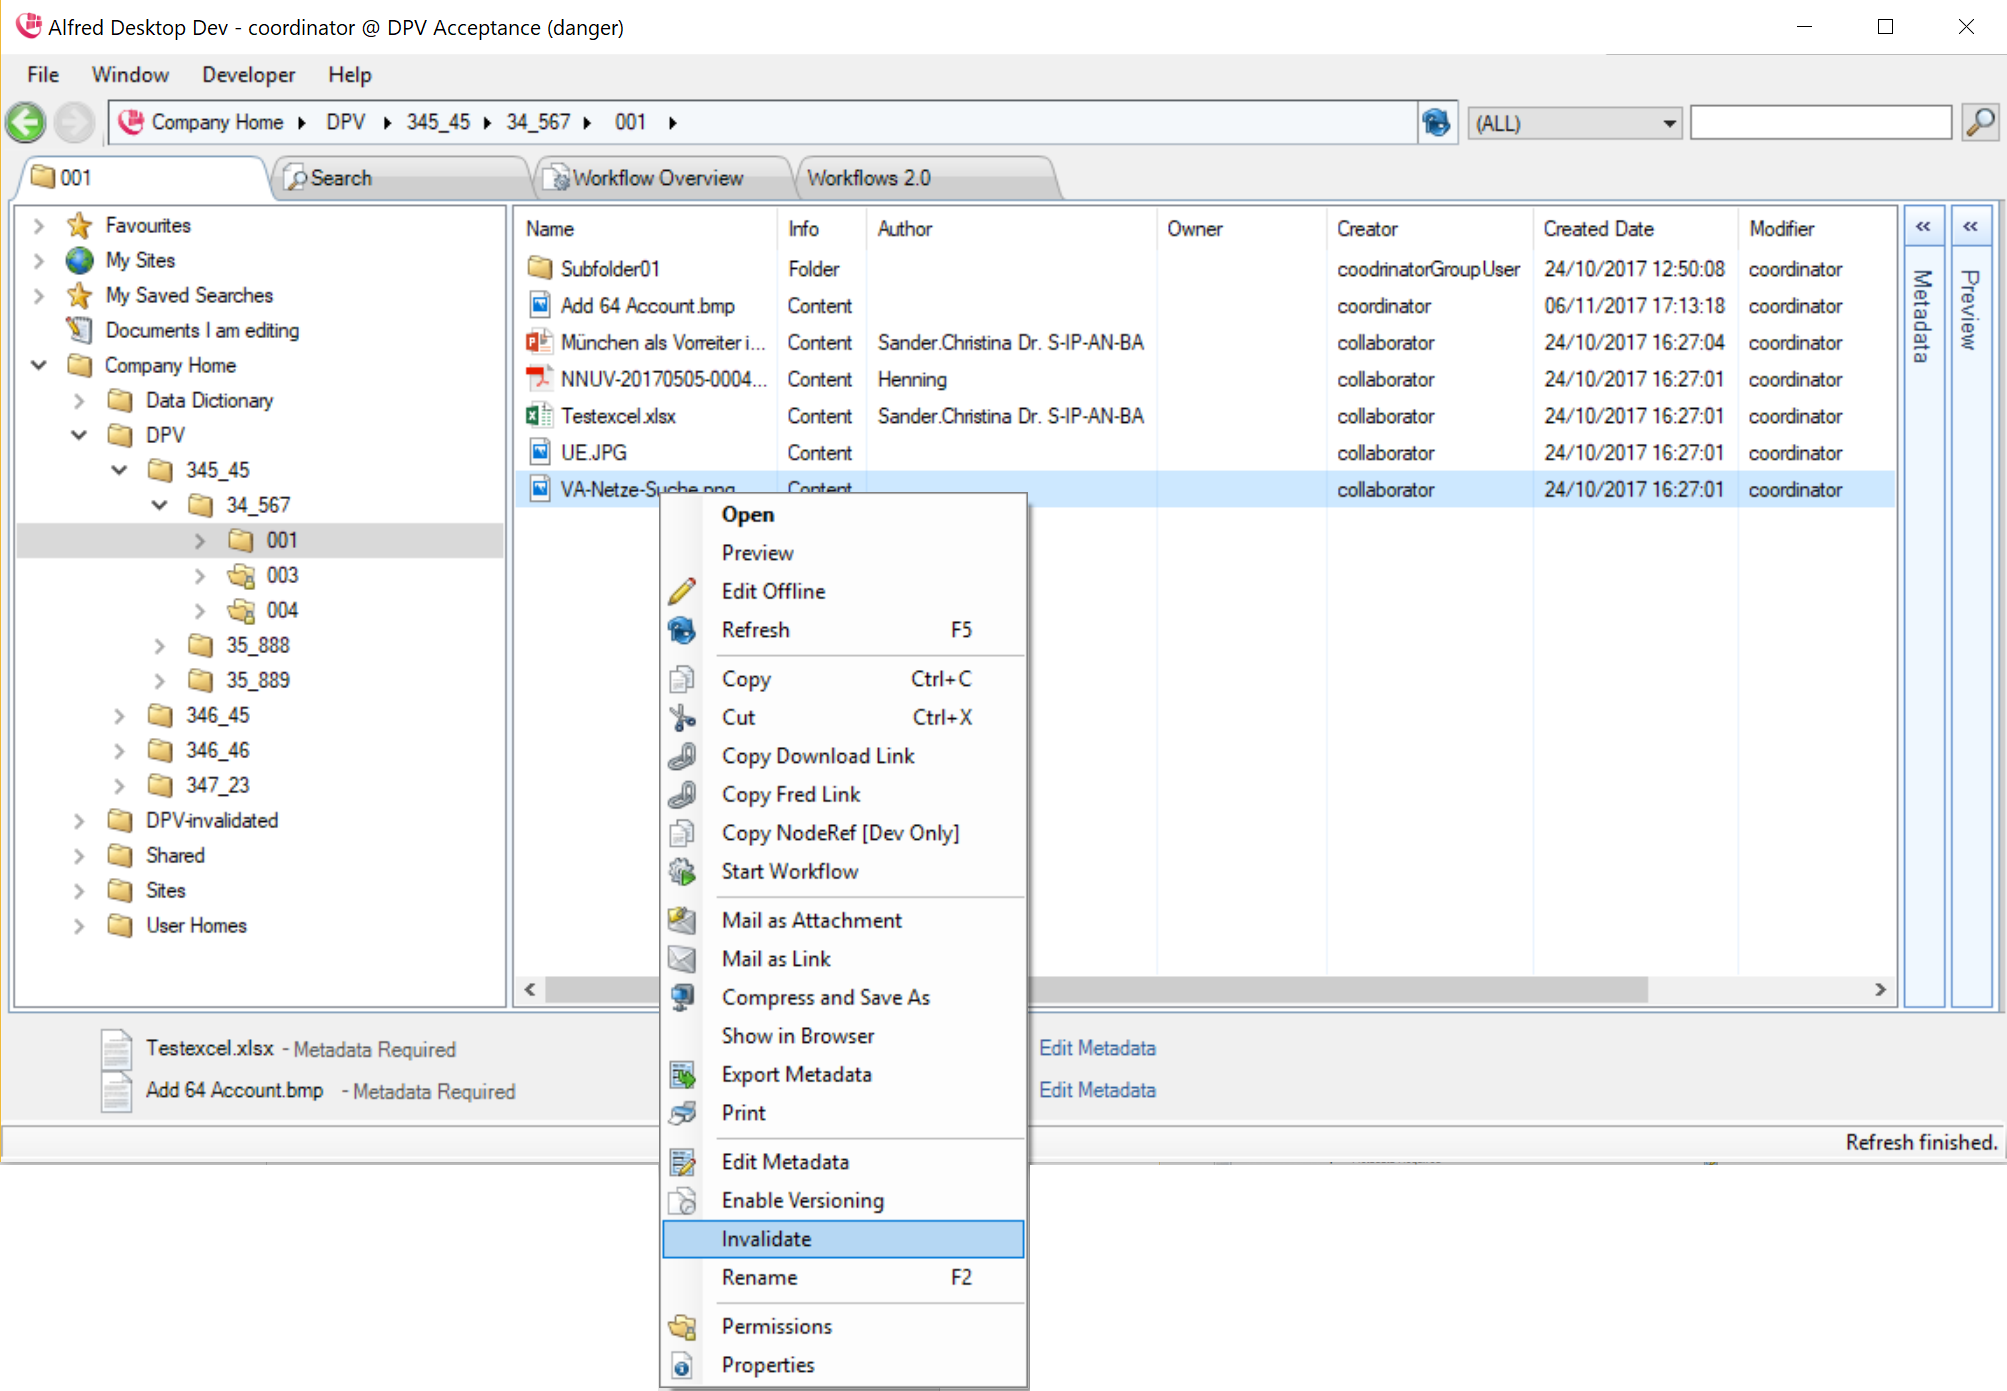 Alfred Desktop Dev - coordinator @ DPV Acceptance (danger)
File Window Developer Help
Company Home DPV 345_45 34_567 001 (ALL)
001 Search Workflow Overview Workflows 2.0
Favourites
My Sites
My Saved Searches
Documents I am editing
Company Home
Data Dictionary
DPV
345_45
34_567
001
003
004
35_888
35_889
346_45
346_46
347_23
DPV-invalidated
Shared
Sites
User Homes
Name Info Author Owner Creator Created Date Modifier
Subfolder01 Folder coodrinatorGroupUser 24/10/2017 12:50:08 coordinator
Add 64 Account.bmp Content coordinator 06/11/2017 17:13:18 coordinator
München als Vorreiter i... Content Sander.Christina Dr. S-IP-AN-BA collaborator 24/10/2017 16:27:04 coordinator
NNUV-20170505-0004... Content Henning collaborator 24/10/2017 16:27:01 coordinator
Testexcel.xlsx Content Sander.Christina Dr. S-IP-AN-BA collaborator 24/10/2017 16:27:01 coordinator
UE.JPG Content collaborator 24/10/2017 16:27:01 coordinator
VA-Netze-Suche.png Content collaborator 24/10/2017 16:27:01 coordinator
Metadata
Preview
Open
Preview
Edit Offline
Refresh F5
Copy Ctrl+C
Cut Ctrl+X
Copy Download Link
Copy Fred Link
Copy NodeRef [Dev Only]
Start Workflow
Mail as Attachment
Mail as Link
Compress and Save As
Show in Browser
Export Metadata
Print
Edit Metadata
Enable Versioning
Invalidate
Rename F2
Permissions
Properties
Testexcel.xlsx - Metadata Required Edit Metadata
Add 64 Account.bmp - Metadata Required Edit Metadata
Refresh finished.